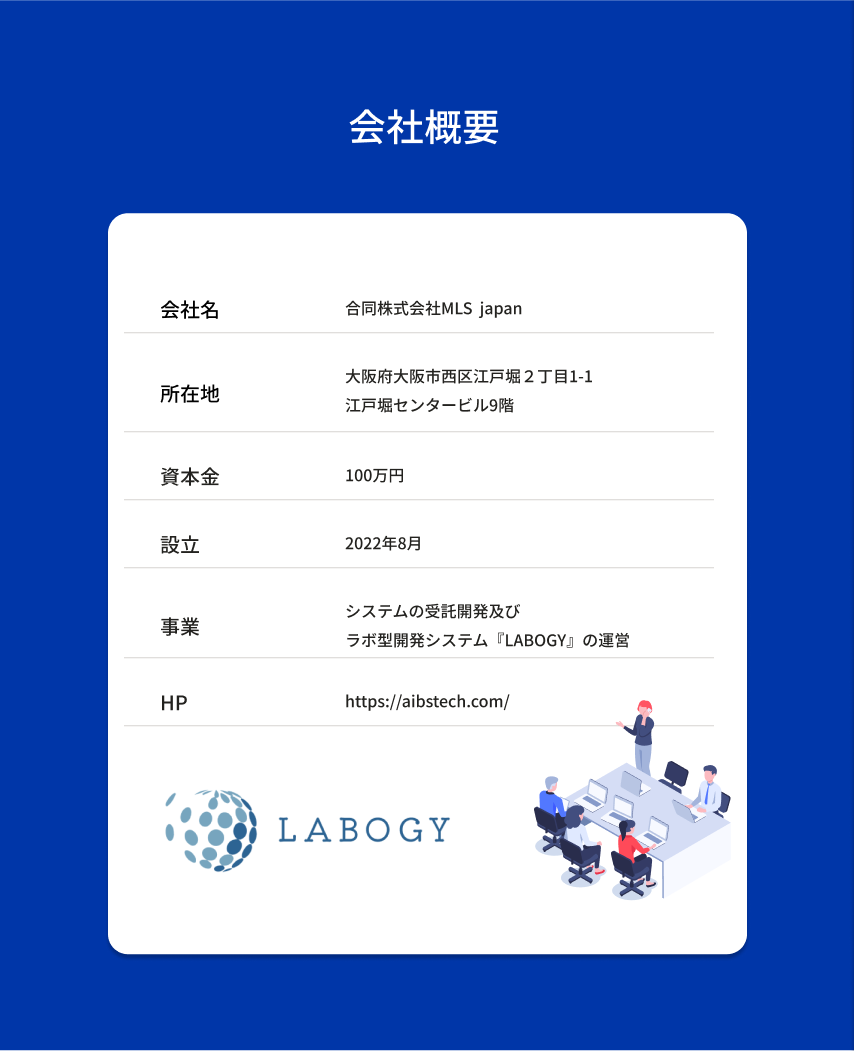 会社概要
会社名
合同株式会社MLS japan
所在地
大阪府大阪市西区江戸堀２丁目1-1
江戸堀センタービル9階
資本金
100万円
設立
2022年8月
事業
システムの受託開発及び
ラボ型開発システム『LABOGY』の運営
HP
https://aibstech.com/
LABOGY